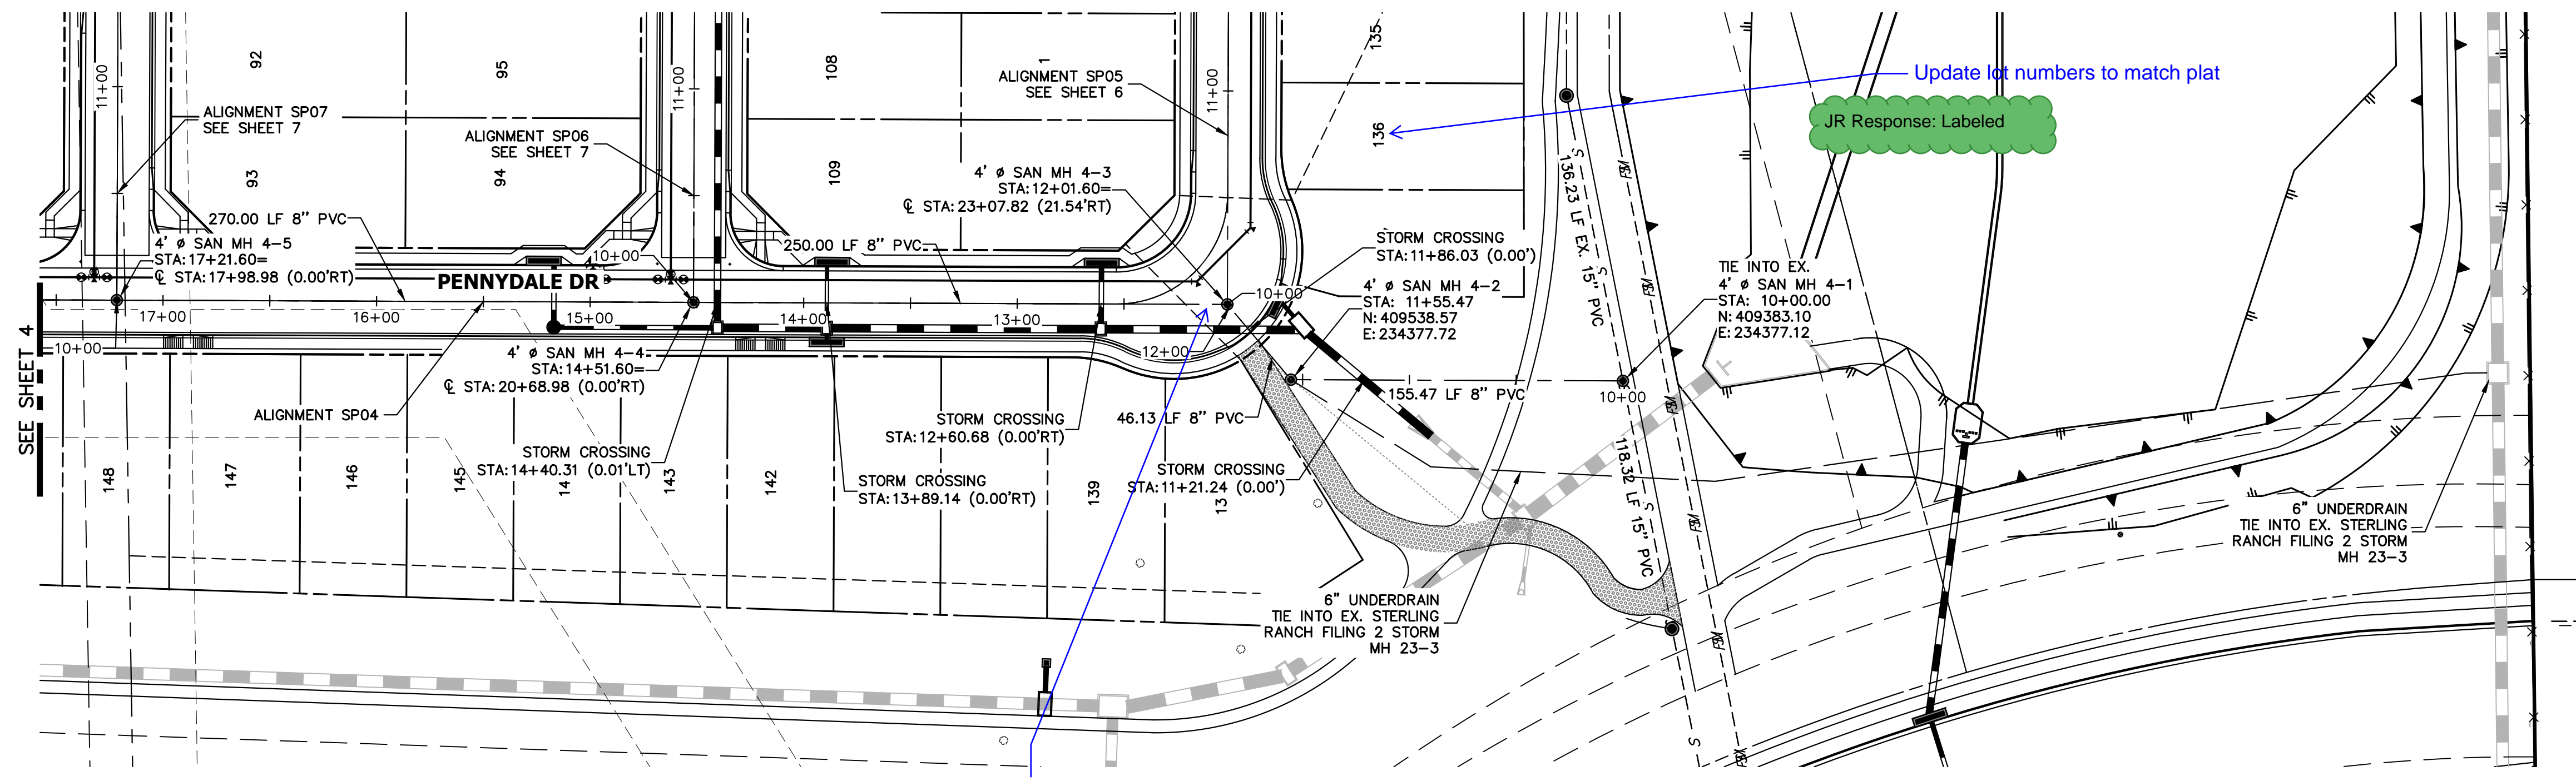 92
95
108
1
135
11+00
11+00
11+00
ALIGNMENT SP05
SEE SHEET 6
Update lot numbers to match plat
ALIGNMENT SP07
SEE SHEET 7
ALIGNMENT SP06
SEE SHEET 7
136
JR Response: Labeled
93
94
109
4' ø SAN MH 4-3
STA:12+01.60=
℄ STA:23+07.82 (21.54'RT)
136.23 LF EX. 15" PVC
S
S
270.00 LF 8" PVC
4' ø SAN MH 4-5
STA:17+21.60=
℄ STA:17+98.98 (0.00'RT)
250.00 LF 8" PVC
10+00
STORM CROSSING
STA:11+86.03 (0.00')
PENNYDALE DR
10+00
4' ø SAN MH 4-2
STA: 11+55.47
N:409538.57
E:234377.72
TIE INTO EX.
4' ø SAN MH 4-1
STA: 10+00.00
N:409383.10
E:234377.12
17+00
16+00
15+00
14+00
13+00
12+00
10+00
SEE SHEET 4
4' ø SAN MH 4-4
STA:14+51.60=
℄ STA:20+68.98 (0.00'RT)
ALIGNMENT SP04
155.47 LF 8" PVC
10+00
46.13 LF 8" PVC
STORM CROSSING
STA:12+60.68 (0.00'RT)
STORM CROSSING
STA:14+40.31 (0.01'LT)
STORM CROSSING
STA:13+89.14 (0.00'RT)
STORM CROSSING
STA:11+21.24 (0.00')
118.32 LF 15" PVC
S
S
148
147
146
145
14
143
142
139
13
6" UNDERDRAIN
TIE INTO EX. STERLING
RANCH FILING 2 STORM
MH 23-3
6" UNDERDRAIN
TIE INTO EX. STERLING
RANCH FILING 2 STORM
MH 23-3
S